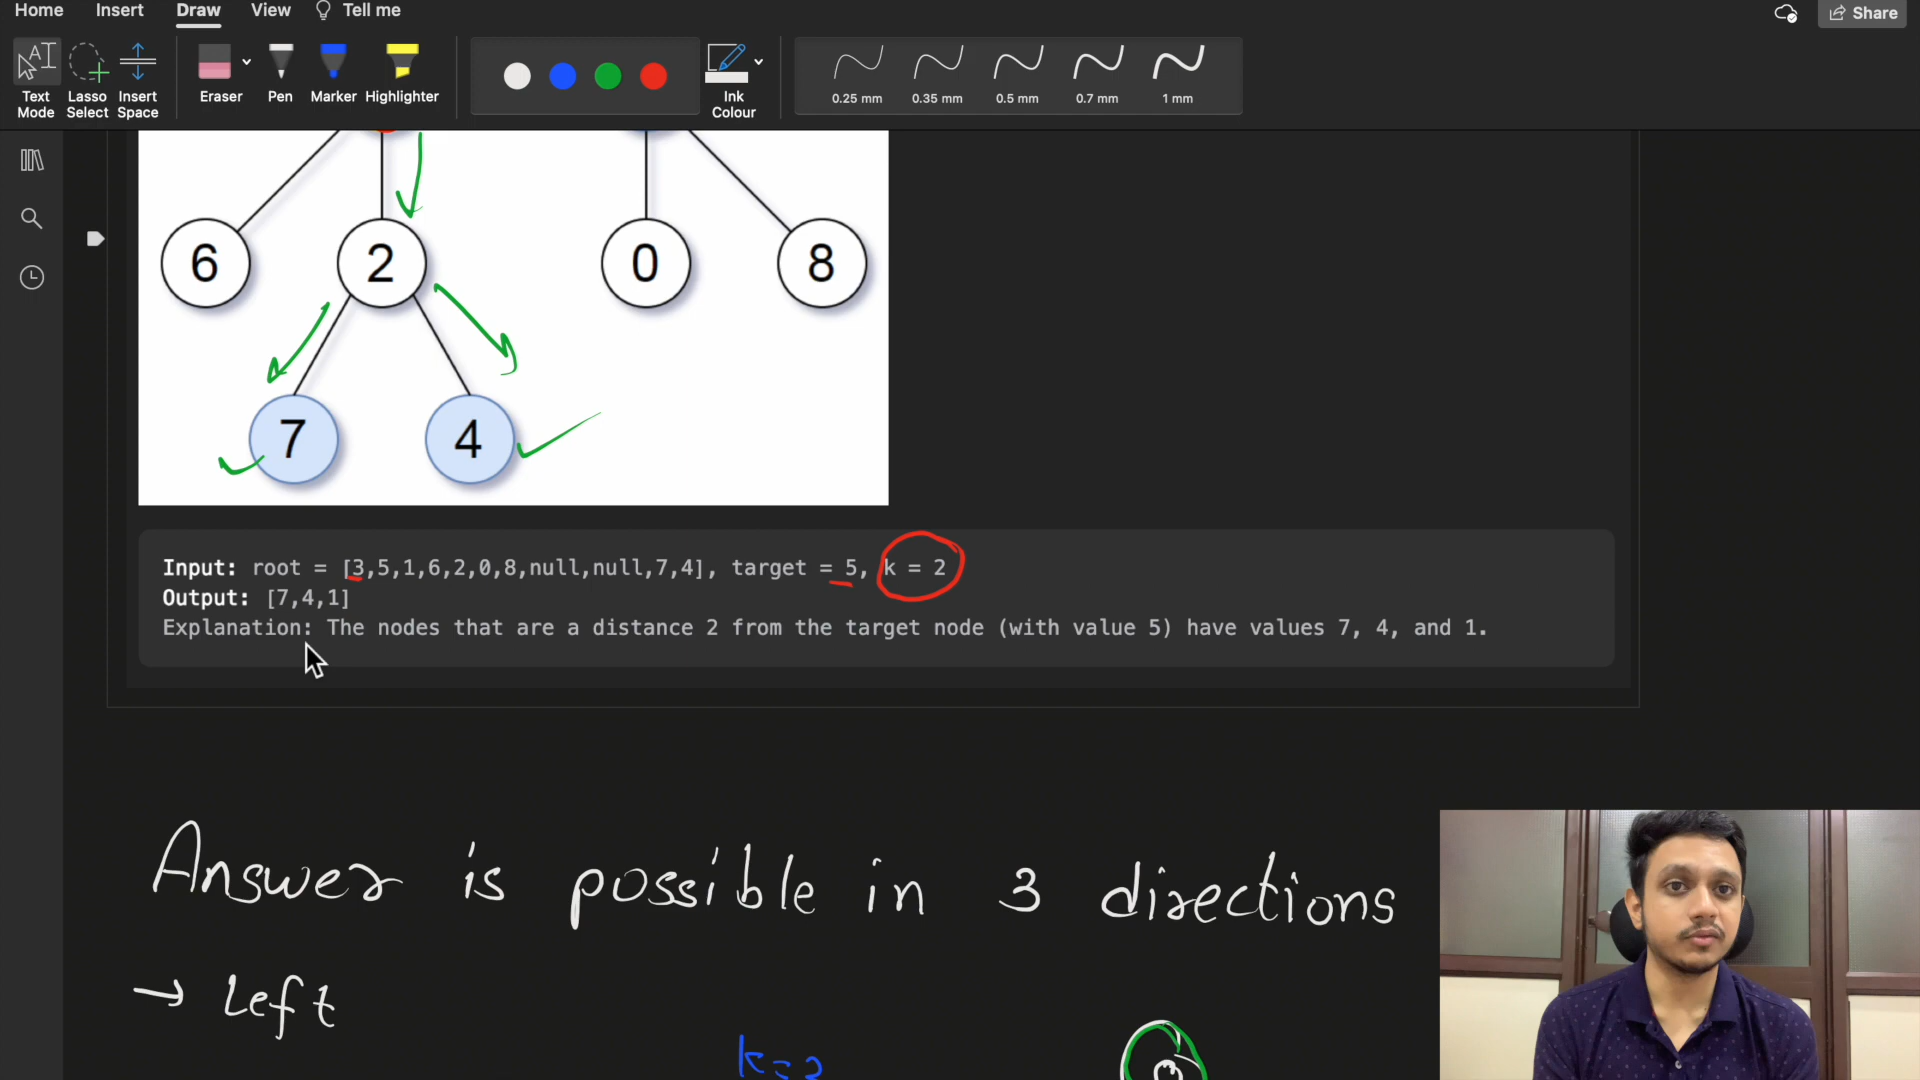 Home Insert Draw View Tell me
Share
Text Mode
Lasso Select
Insert Space
Eraser
Pen
Marker
Highlighter
Ink Colour
0.25 mm
0.35 mm
0.5 mm
0.7 mm
1 mm
6
2
0
8
7
4
Input: root = [3,5,1,6,2,0,8,null,null,7,4], target = 5, k = 2
Output: [7,4,1]
Explanation: The nodes that are a distance 2 from the target node (with value 5) have values 7, 4, and 1.
Answer is possible in 3 directions
→ Left